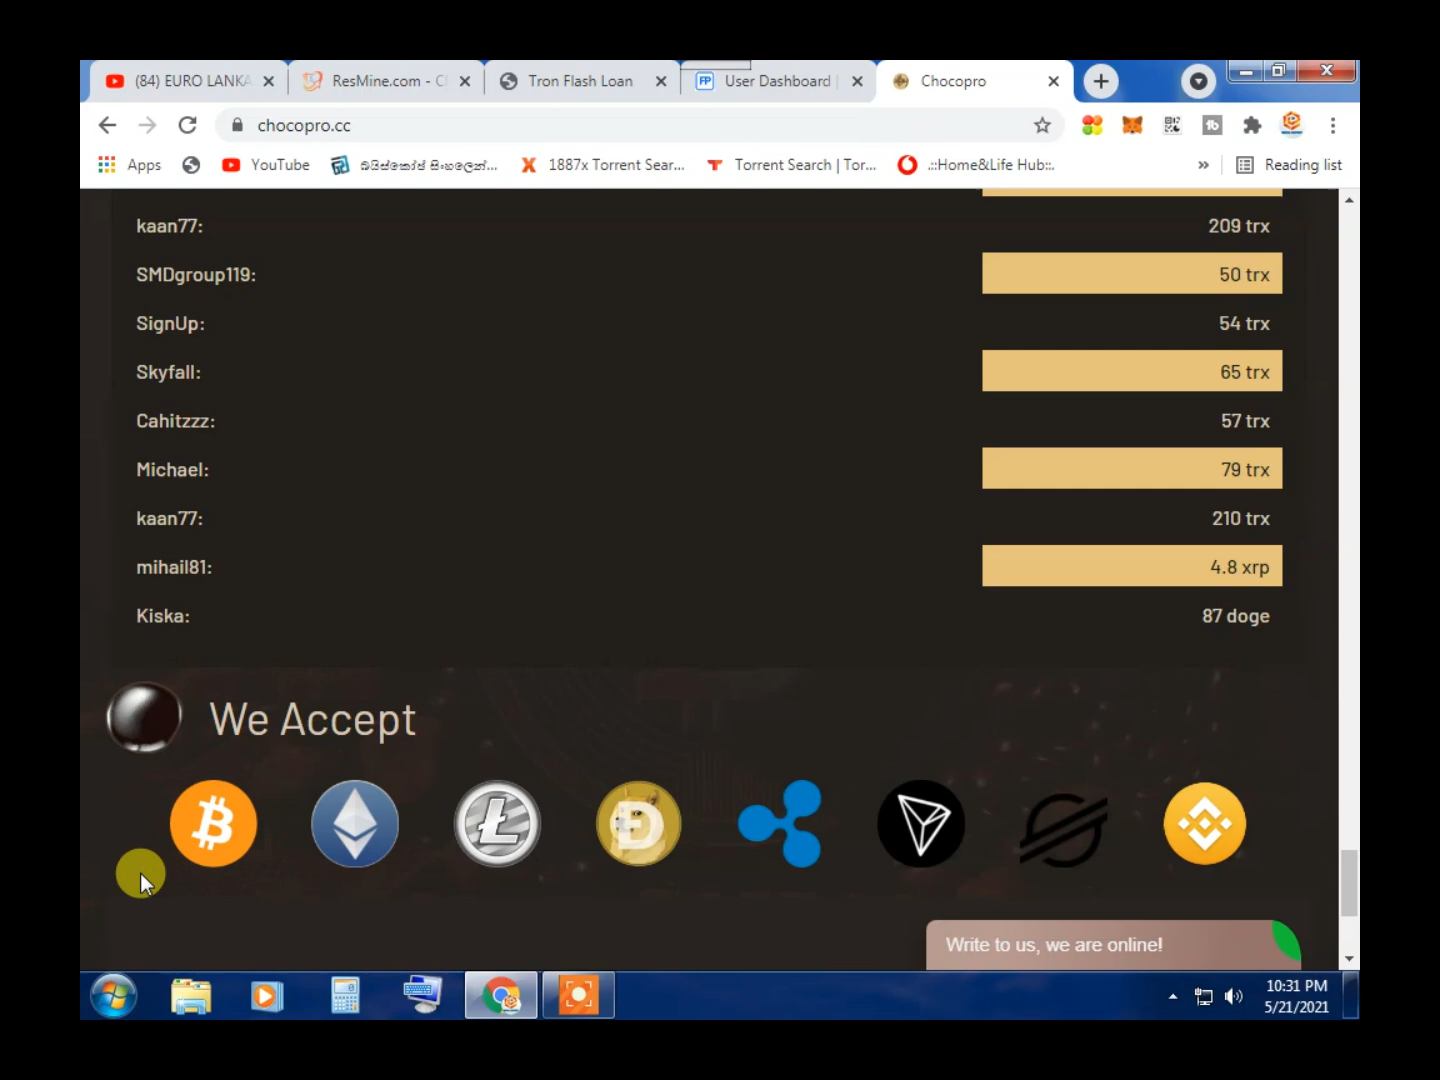 (84) EURO LANKA
ResMine.com - Cl
Tron Flash Loan
FP User Dashboard |
Chocopro
chocopro.cc
Apps
YouTube
1887x Torrent Sear...
Torrent Search | Tor...
.::Home&Life Hub::.
Reading list
kaan77: 209 trx
SMDgroup119: 50 trx
SignUp: 54 trx
Skyfall: 65 trx
Cahitzzz: 57 trx
Michael: 79 trx
kaan77: 210 trx
mihail81: 4.8 xrp
Kiska: 87 doge
We Accept
Write to us, we are online!
10:31 PM
5/21/2021